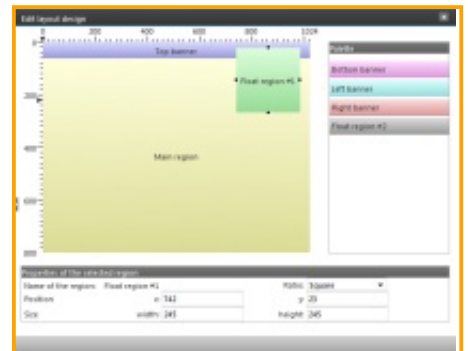 Edit layout design
0 200 400 600 800 1024
Palette
0
Top banner
Bottom banner
Float region #1
Left banner
200
Right banner
Float region #2
400
Main region
600
800
Properties of the selected region
Name of the region: Float region #1 Ratio: Square
Position x: 742 y: 25
Size width: 245 height: 245